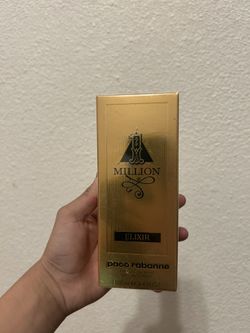 1
MILLION
ELIXIR
paco rabanne